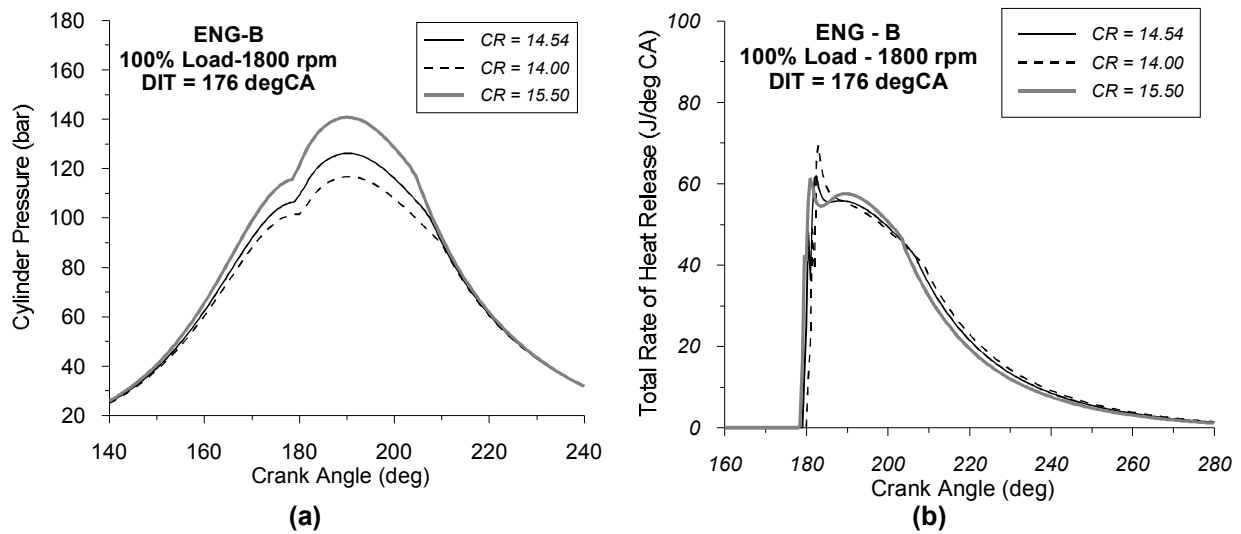 ENG-B
100% Load-1800 rpm
DIT = 176 degCA
CR = 14.54
CR = 14.00
CR = 15.50
Cylinder Pressure (bar)
180
160
140
120
100
80
60
40
20
140 160 180 200 220 240
Crank Angle (deg)
(a)
ENG - B
100% Load - 1800 rpm
DIT = 176 degCA
CR = 14.54
CR = 14.00
CR = 15.50
Total Rate of Heat Release (J/deg CA)
100
80
60
40
20
0
160 180 200 220 240 260 280
Crank Angle (deg)
(b)